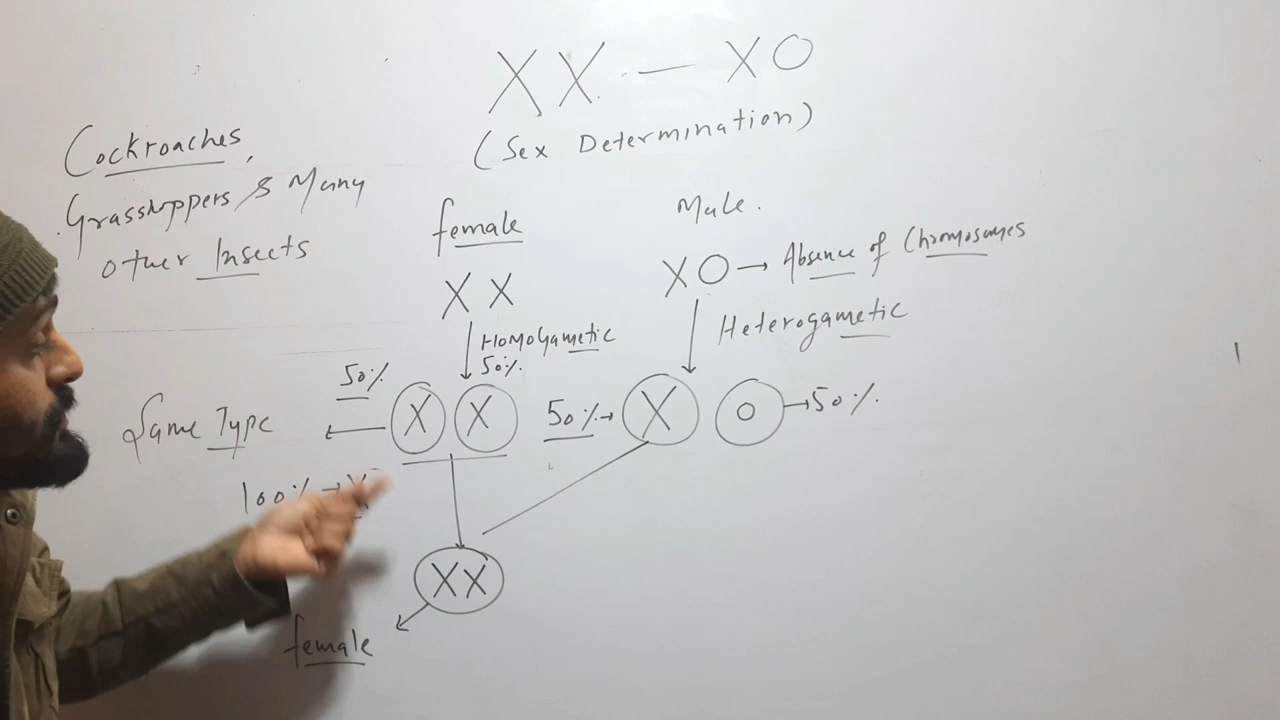 XX — XO
(Sex Determination)
Cockroaches,
Grasshoppers & Many
other Insects
female
Male.
XX
XO → Absence of Chromosomes
Homogametic
Heterogametic
50%
50%.
Same Type
X X
50% →
X O → 50%.
100% → X
XX
female